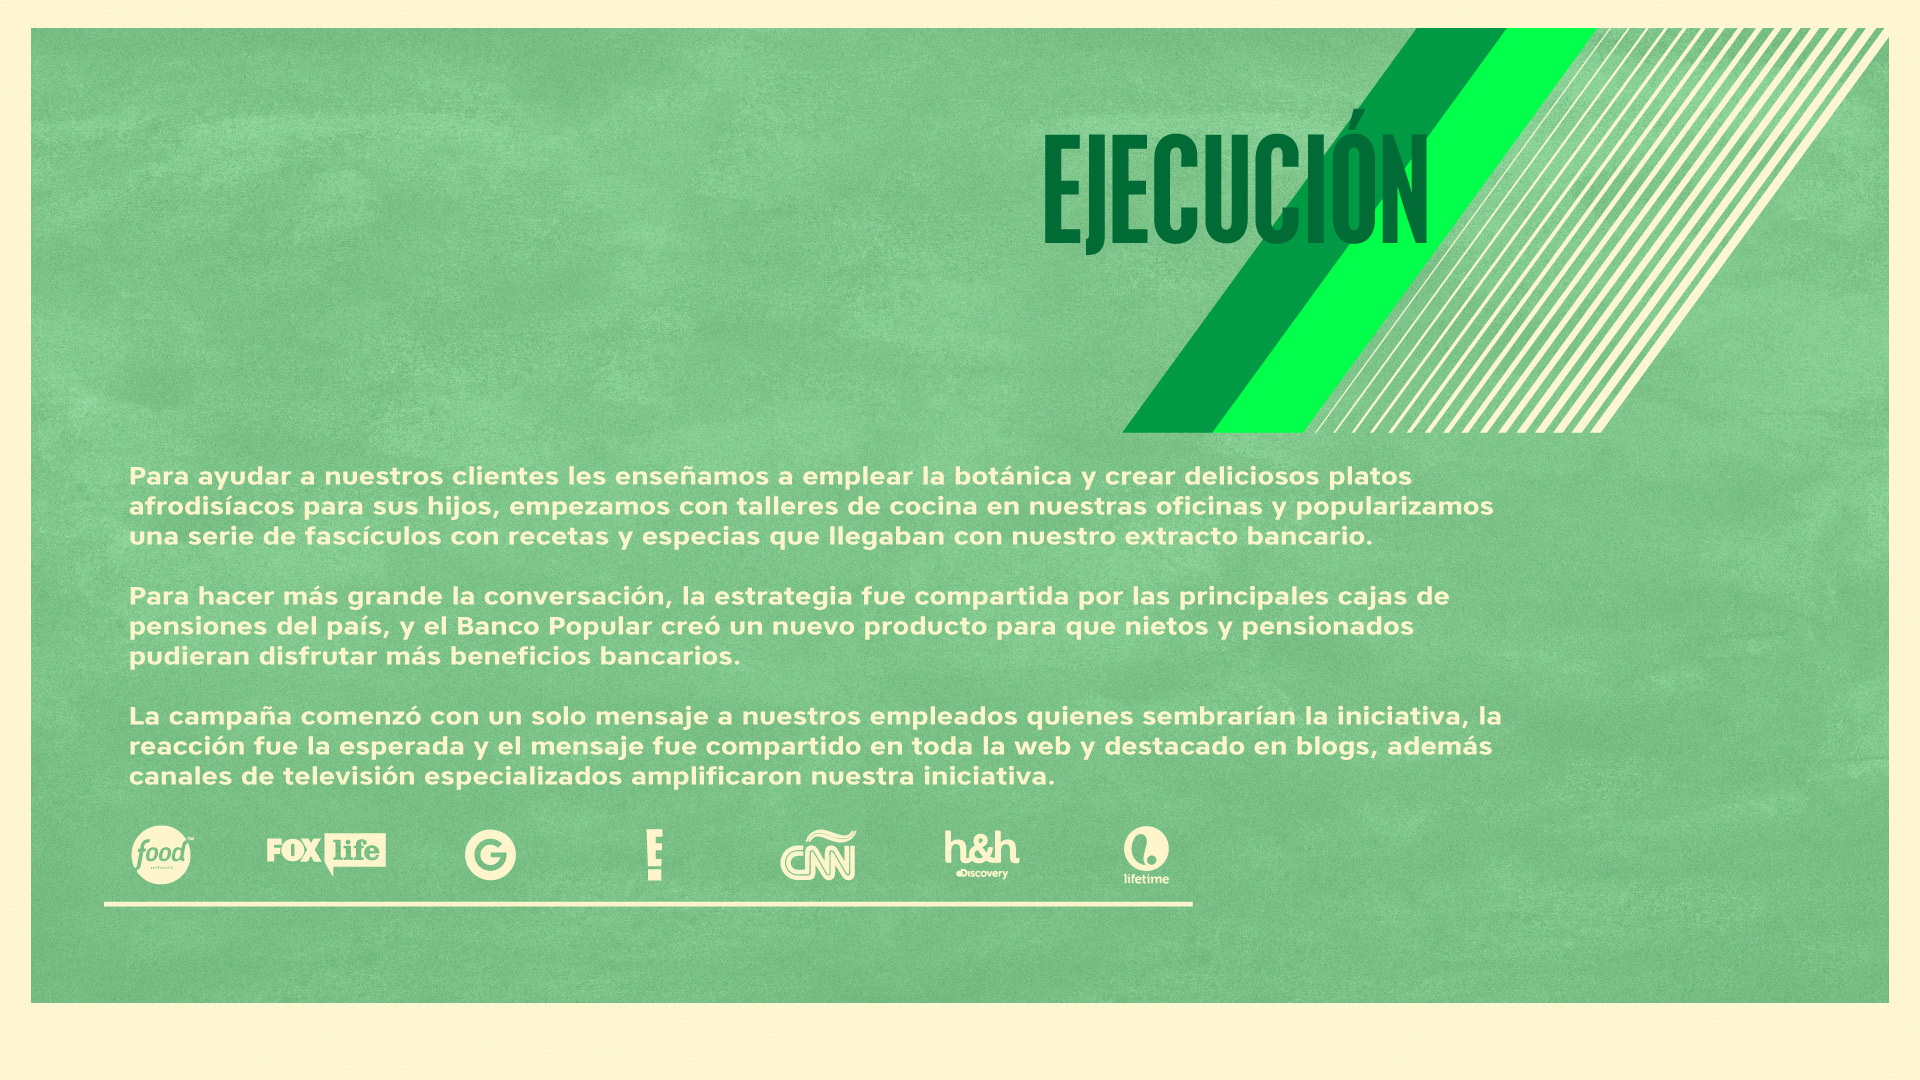 EJECUCIÓN
Para ayudar a nuestros clientes les enseñamos a emplear la botánica y crear deliciosos platos
afrodisíacos para sus hijos, empezamos con talleres de cocina en nuestras oficinas y popularizamos
una serie de fascículos con recetas y especias que llegaban con nuestro extracto bancario.
Para hacer más grande la conversación, la estrategia fue compartida por las principales cajas de
pensiones del país, y el Banco Popular creó un nuevo producto para que nietos y pensionados
pudieran disfrutar más beneficios bancarios.
La campaña comenzó con un solo mensaje a nuestros empleados quienes sembrarían la iniciativa, la
reacción fue la esperada y el mensaje fue compartido en toda la web y destacado en blogs, además
canales de televisión especializados amplificaron nuestra iniciativa.
food™ FOX life G E! CNN h&h lifetime
Discovery